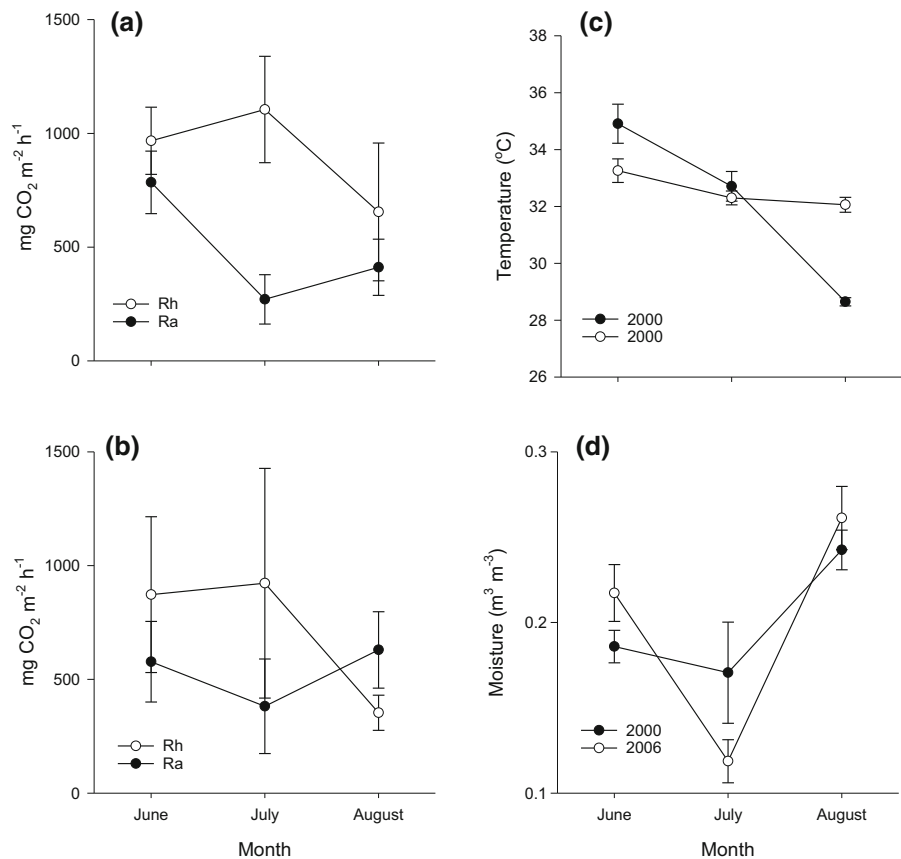 (a)
1500
1000
500
0
mg CO₂ m⁻² h⁻¹
Rh
Ra
(c)
38
36
34
32
30
28
26
Temperature (°C)
2000
2000
(b)
1500
1000
500
0
mg CO₂ m⁻² h⁻¹
Rh
Ra
June July August
Month
(d)
0.3
0.2
0.1
Moisture (m³ m⁻³)
2000
2006
June July August
Month